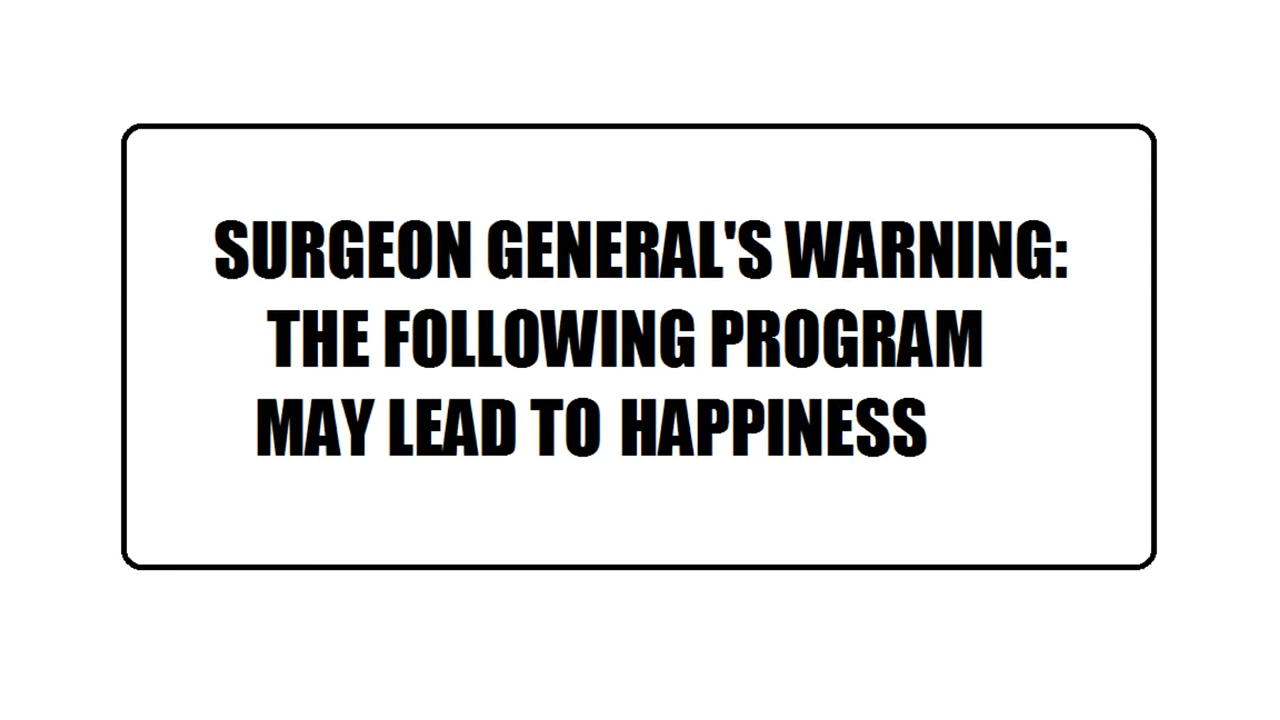 SURGEON GENERAL'S WARNING:
THE FOLLOWING PROGRAM
MAY LEAD TO HAPPINESS